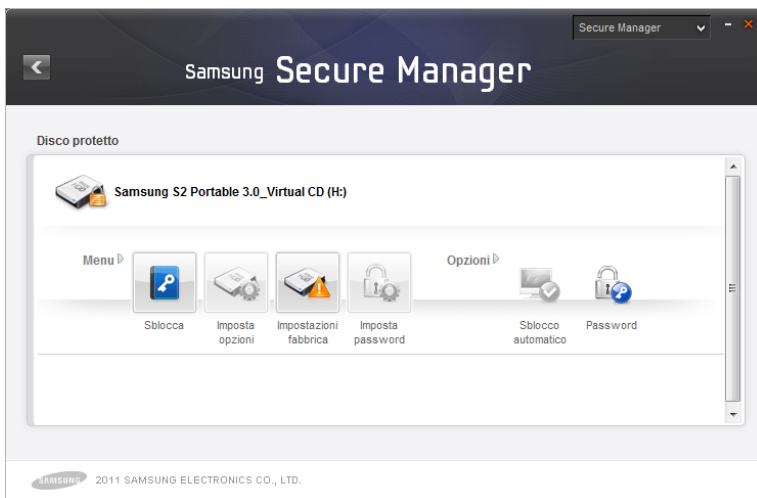 Secure Manager
Samsung Secure Manager
Disco protetto
Samsung S2 Portable 3.0_Virtual CD (H:)
Menu
Sblocca
Imposta
opzioni
Impostazioni
fabbrica
Imposta
password
Opzioni
Sblocco
automatico
Password
SAMSUNG 2011 SAMSUNG ELECTRONICS CO., LTD.